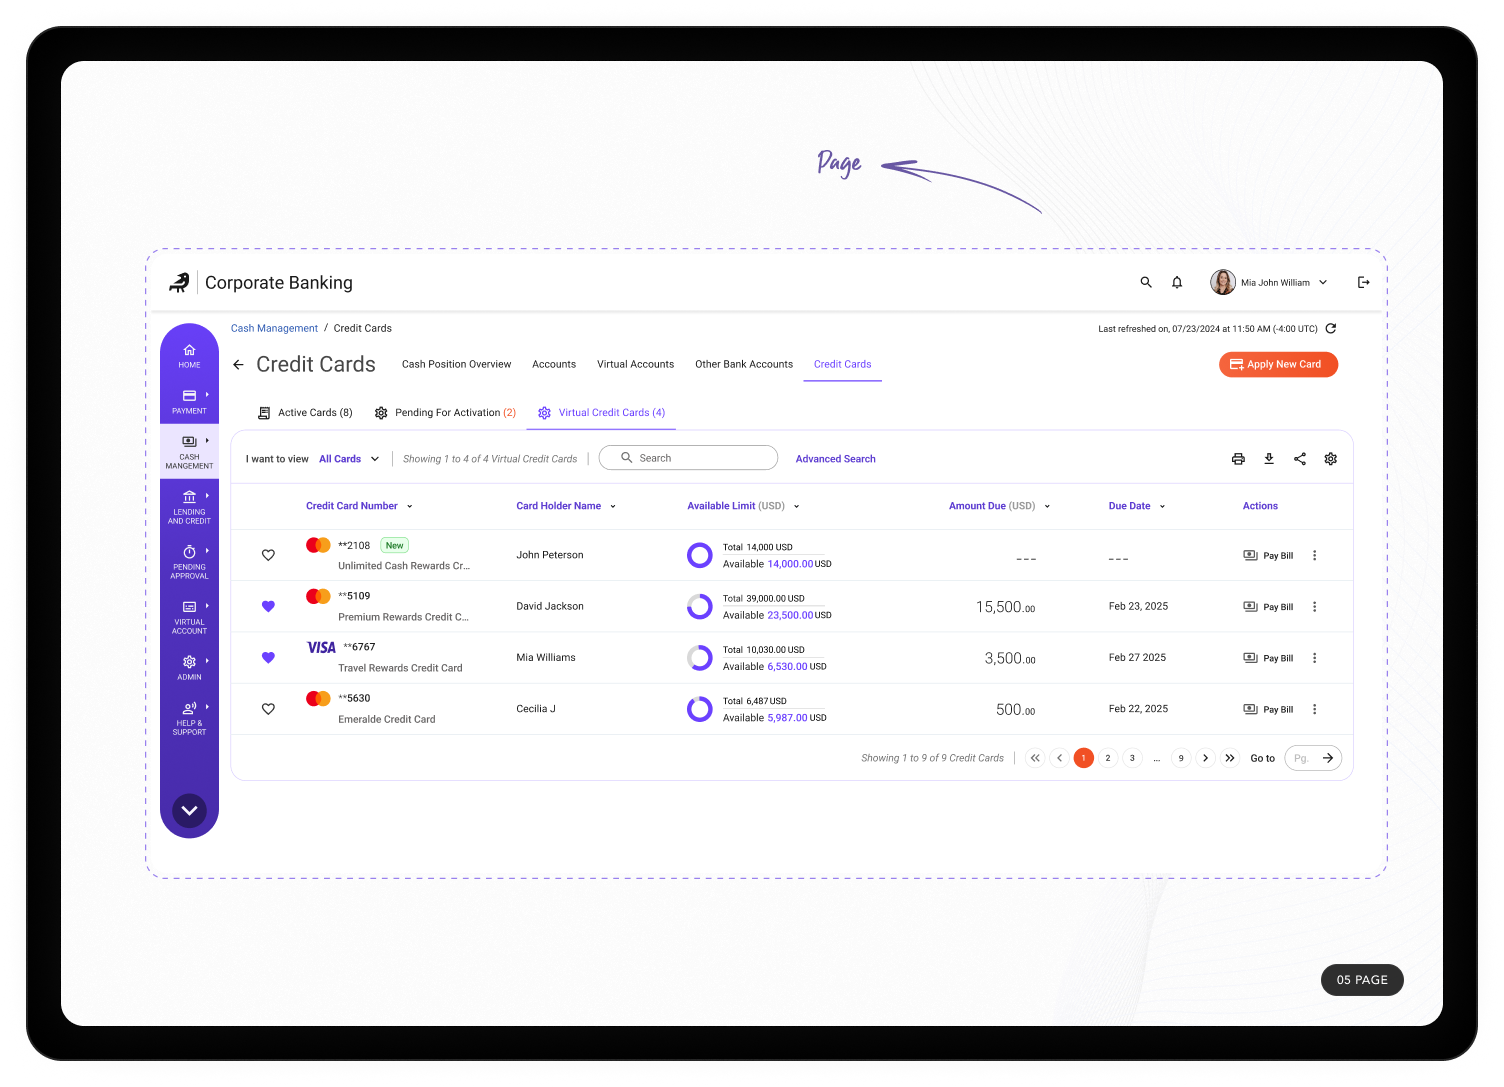 Page
Corporate Banking
Mia John William
Cash Management / Credit Cards
Last refreshed on, 07/23/2024 at 11:50 AM (-4:00 UTC)
HOME
PAYMENT
CASH
MANGEMENT
LENDING
AND CREDIT
PENDING
APPROVAL
VIRTUAL
ACCOUNT
ADMIN
HELP &
SUPPORT
Credit Cards
Cash Position Overview
Accounts
Virtual Accounts
Other Bank Accounts
Credit Cards
Apply New Card
Active Cards (8)
Pending For Activation (2)
Virtual Credit Cards (4)
I want to view All Cards
Showing 1 to 4 of 4 Virtual Credit Cards
Search
Advanced Search
Credit Card Number
Card Holder Name
Available Limit (USD)
Amount Due (USD)
Due Date
Actions
**2108 New
Unlimited Cash Rewards Cr...
John Peterson
Total 14,000 USD
Available 14,000.00 USD
---
---
Pay Bill
**5109
Premium Rewards Credit C...
David Jackson
Total 39,000.00 USD
Available 23,500.00 USD
15,500.00
Feb 23, 2025
Pay Bill
VISA **6767
Travel Rewards Credit Card
Mia Williams
Total 10,030.00 USD
Available 6,530.00 USD
3,500.00
Feb 27 2025
Pay Bill
**5630
Emeralde Credit Card
Cecilia J
Total 6,487 USD
Available 5,987.00 USD
500.00
Feb 22, 2025
Pay Bill
Showing 1 to 9 of 9 Credit Cards
1 2 3 ... 9
Go to Pg.
05 PAGE